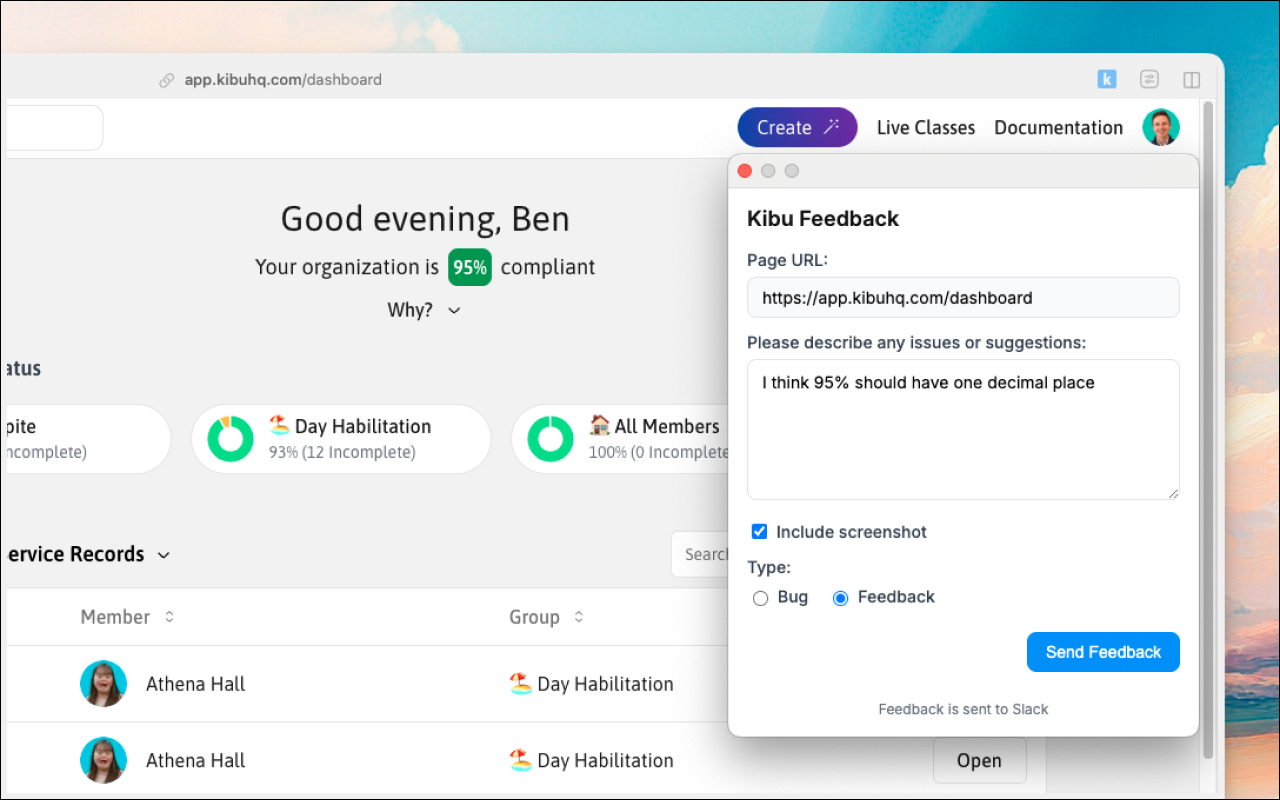 app.kibuhq.com/dashboard
k
Create
Live Classes
Documentation
Good evening, Ben
Your organization is 95% compliant
Why?
atus
pite
ncomplete)
🏖️ Day Habilitation
93% (12 Incomplete)
🏠 All Members
100% (0 Incomplete
ervice Records
Search
Member
Group
Athena Hall
🏖️ Day Habilitation
Athena Hall
🏖️ Day Habilitation
Open
Kibu Feedback
Page URL:
https://app.kibuhq.com/dashboard
Please describe any issues or suggestions:
I think 95% should have one decimal place
Include screenshot
Type:
Bug
Feedback
Send Feedback
Feedback is sent to Slack